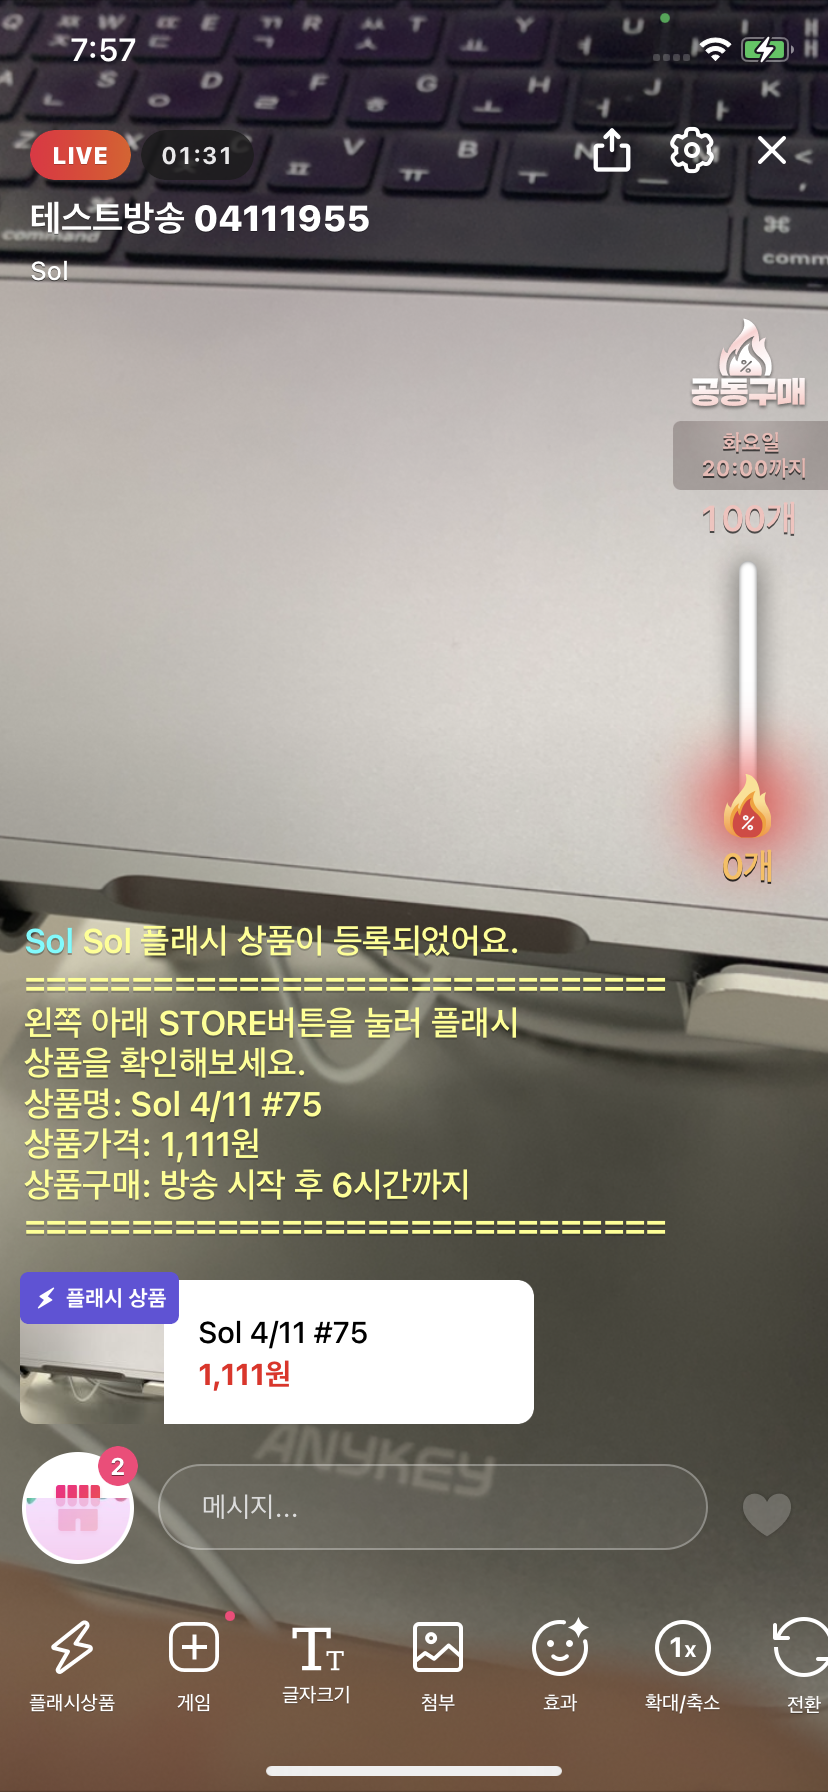 7:57
LIVE 01:31
테스트방송 04111955
Sol
Q W E R T Y U
A S D F G H J K
Z X V B N M <
command
⌘
comm
공동구매
화요일
20:00까지
100개
%
0개
Sol Sol 플래시 상품이 등록되었어요.
==============================
왼쪽 아래 STORE버튼을 눌러 플래시
상품을 확인해보세요.
상품명: Sol 4/11 #75
상품가격: 1,111원
상품구매: 방송 시작 후 6시간까지
==============================
플래시 상품
Sol 4/11 #75
1,111원
ANYKEY
2
메시지...
1x
플래시상품 게임 글자크기 첨부 효과 확대/축소 전환